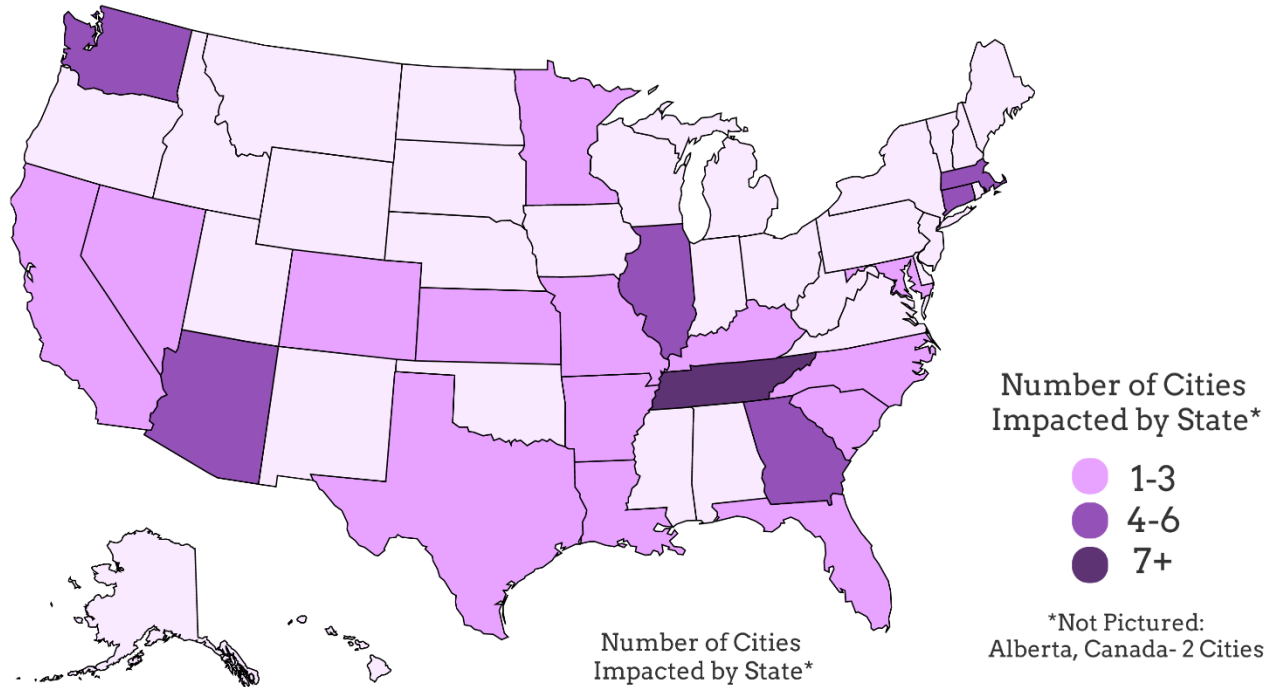 Number of Cities
Impacted by State*
1-3
4-6
7+
*Not Pictured:
Alberta, Canada- 2 Cities
Number of Cities
Impacted by State*